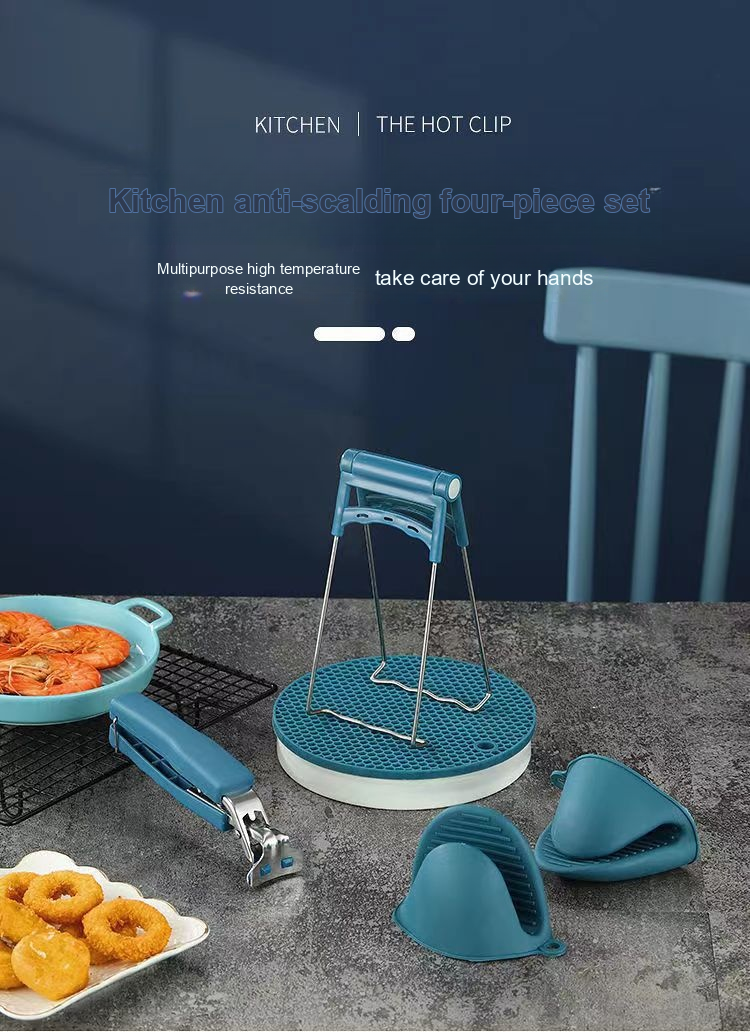 KITCHEN | THE HOT CLIP
Kitchen anti-scalding four-piece set
Multipurpose high temperature
resistance
take care of your hands